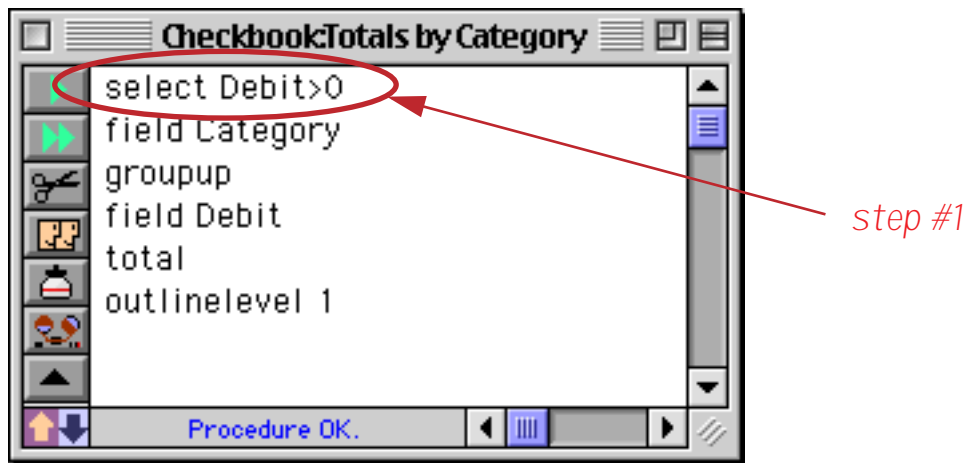 Checkbook:Totals by Category
select Debit>0
field Category
groupup
field Debit
total
outlinelevel 1
step #1
Procedure OK.